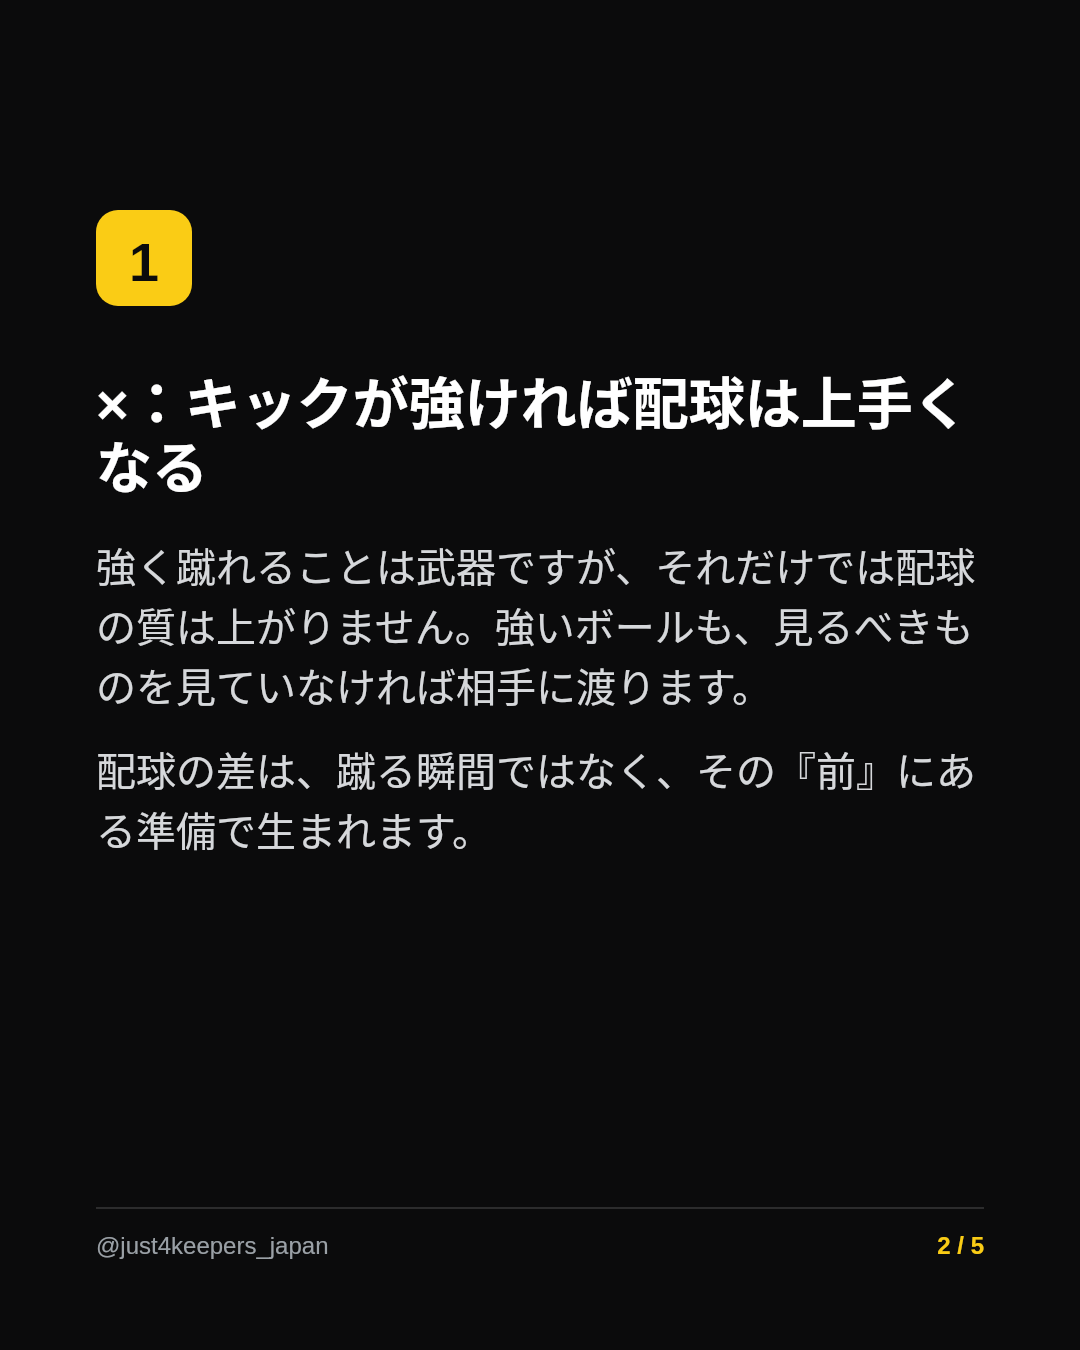 1
×：キックが強ければ配球は上手く
なる
強く蹴れることは武器ですが、それだけでは配球
の質は上がりません。強いボールも、見るべきも
のを見ていなければ相手に渡ります。
配球の差は、蹴る瞬間ではなく、その『前』にあ
る準備で生まれます。
@just4keepers_japan
2 / 5